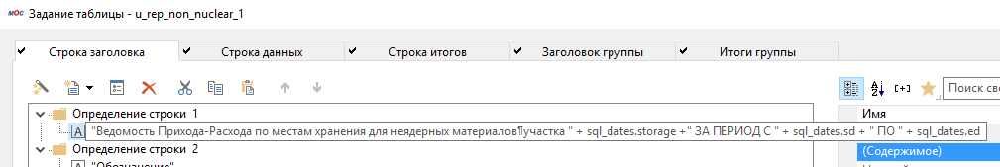 мос Задание таблицы - u_rep_non_nuclear_1
Строка заголовка Строка данных Строка итогов Заголовок группы Итоги группы
Поиск сво
Определение строки 1
Имя
A "Ведомость Прихода-Расхода по местам хранения для неядерных материалов¶участка " + sql_dates.storage +" ЗА ПЕРИОД С " + sql_dates.sd + " ПО " + sql_dates.ed
Определение строки 2
(Содержимое)
A "Обозначение"